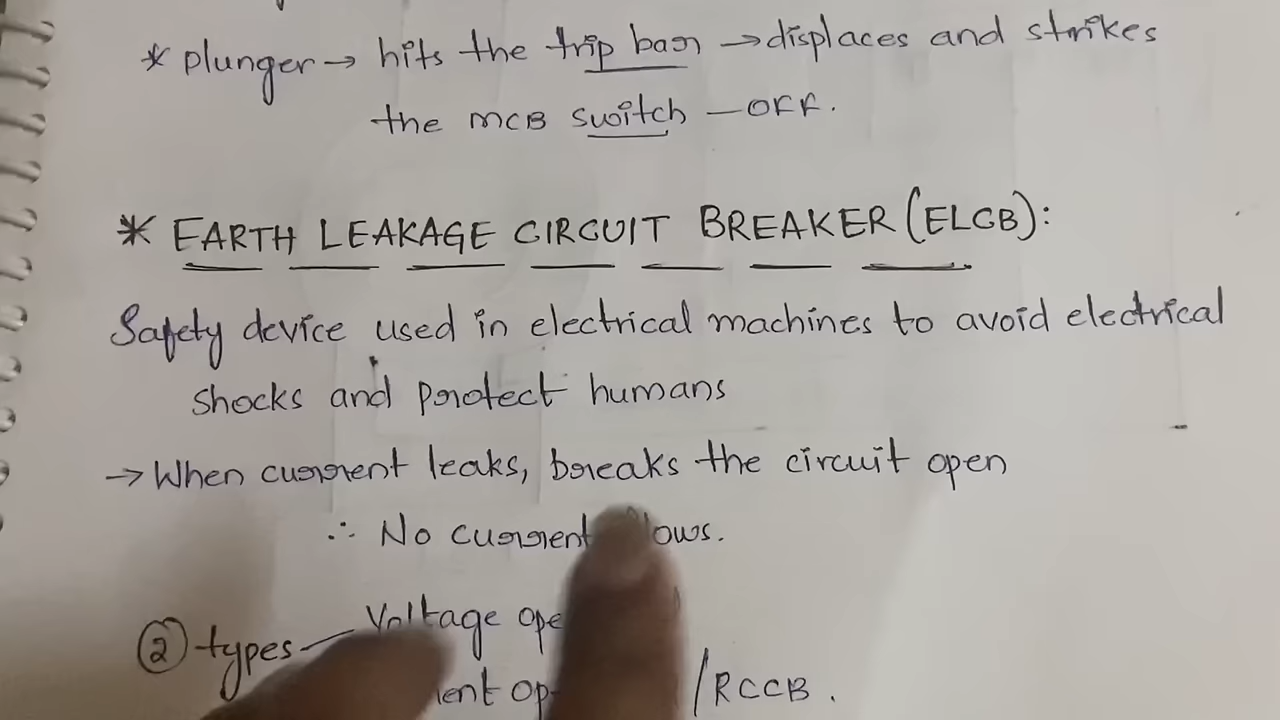 * plunger → hits the trip bar → displaces and strikes
the MCB switch — OFF.
* EARTH LEAKAGE CIRCUIT BREAKER (ELCB):
Safety device used in electrical machines to avoid electrical
shocks and protect humans
→ When current leaks, breaks the circuit open
∴ No current
② types — Voltage
/RCCB.